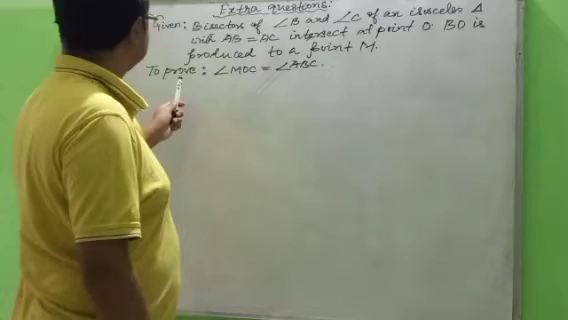 Extra questions:
Given: Bisectors of ∠B and ∠C of an isosceles Δ
with AB = AC intersect at point O. BO is
produced to a point M.
To prove: ∠MOC = ∠ABC.